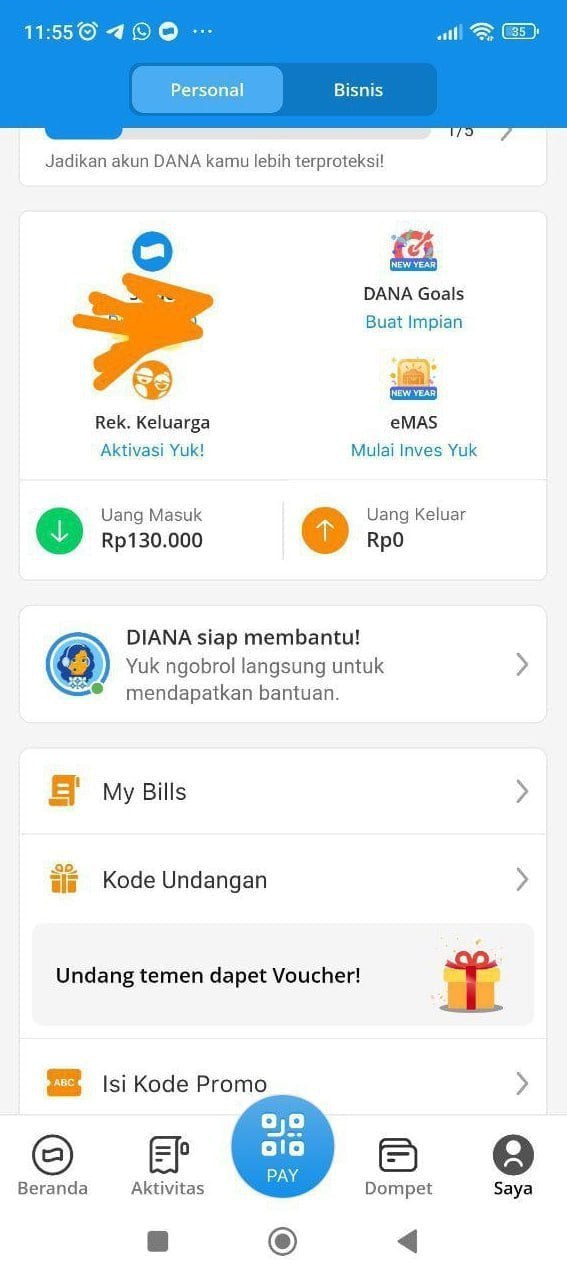 11:55
35
Personal
Bisnis
1/5
Jadikan akun DANA kamu lebih terproteksi!
NEW YEAR
DANA Goals
Buat Impian
NEW YEAR
Rek. Keluarga
eMAS
Aktivasi Yuk!
Mulai Inves Yuk
Uang Masuk
Uang Keluar
Rp130.000
Rp0
DIANA siap membantu!
Yuk ngobrol langsung untuk
mendapatkan bantuan.
My Bills
Kode Undangan
Undang temen dapet Voucher!
ABC
Isi Kode Promo
PAY
Beranda
Aktivitas
Dompet
Saya